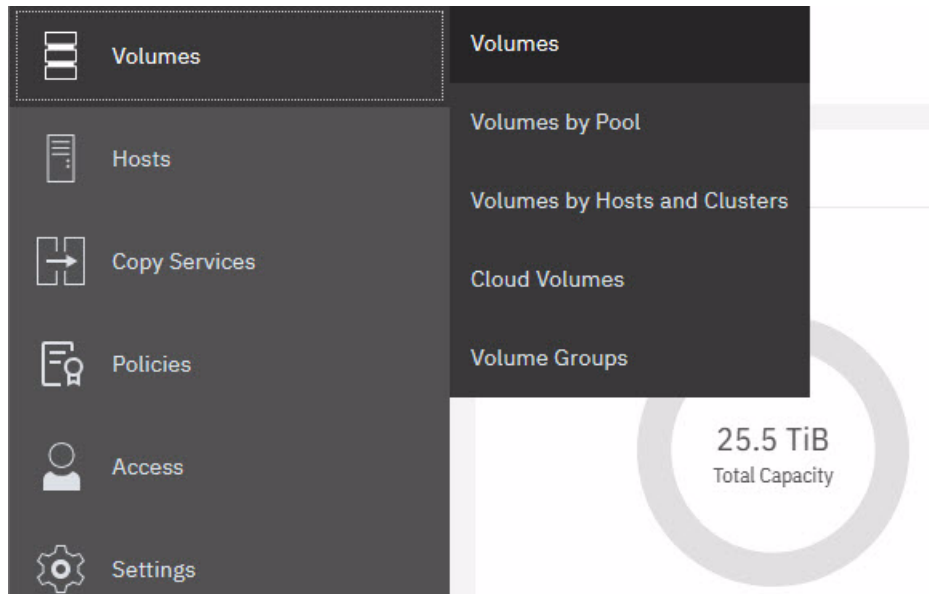 Volumes
Hosts
Copy Services
Policies
Access
Settings
Volumes
Volumes by Pool
Volumes by Hosts and Clusters
Cloud Volumes
Volume Groups
25.5 TiB
Total Capacity